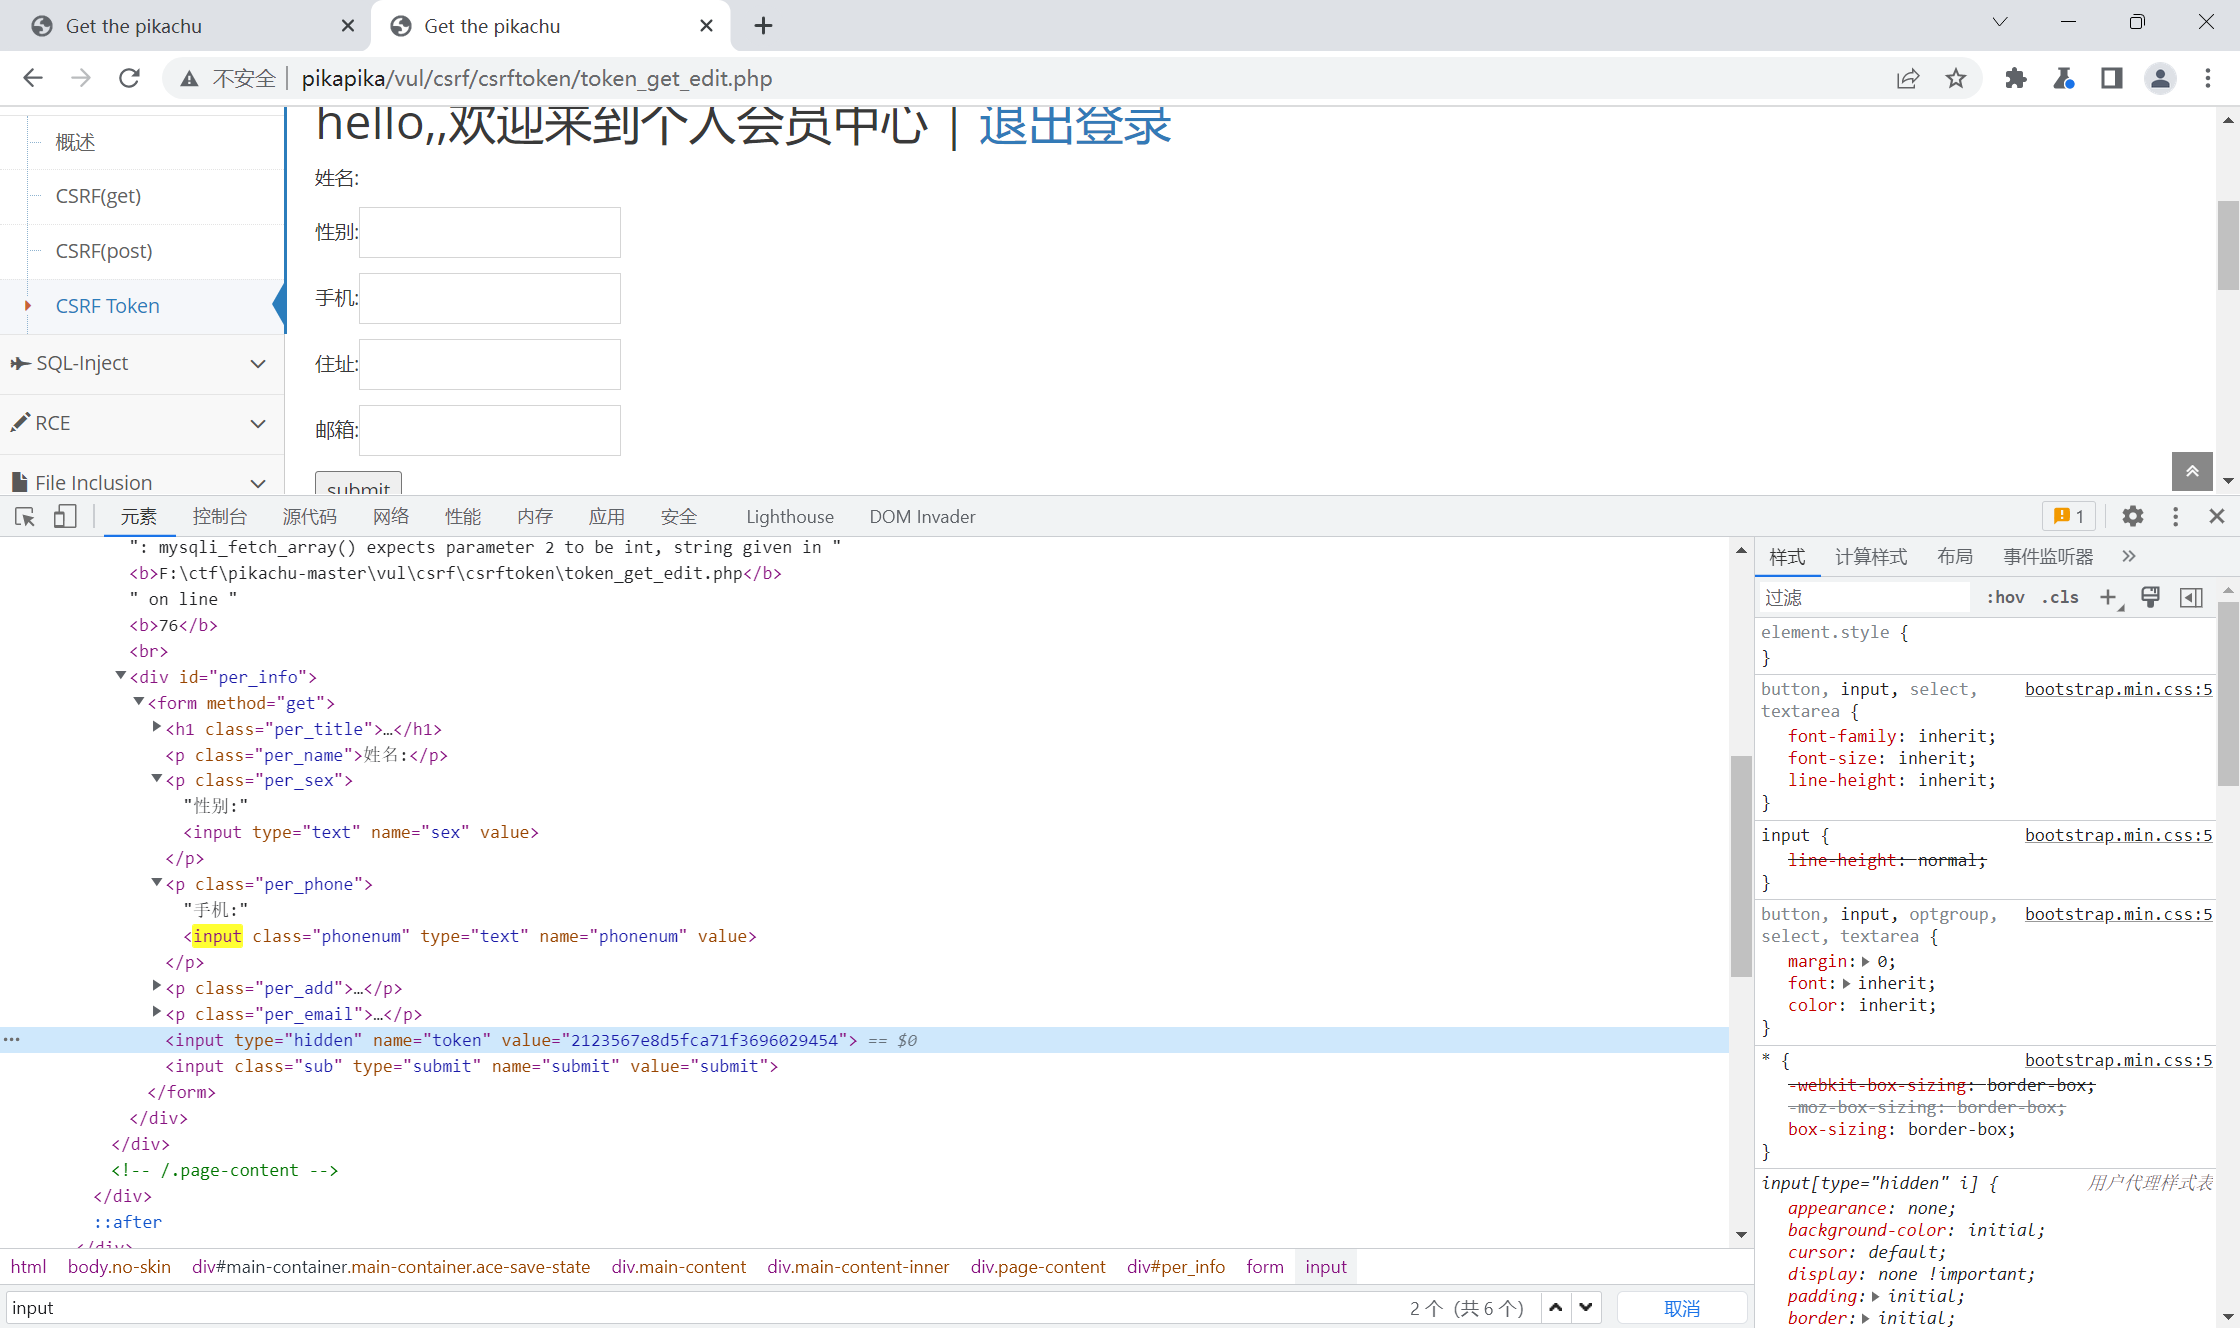 Get the pikachu
Get the pikachu
不安全 pikapika/vul/csrf/csrftoken/token_get_edit.php
概述
CSRF(get)
CSRF(post)
CSRF Token
SQL-Inject
RCE
File Inclusion
hello,,欢迎来到个人会员中心 | 退出登录
姓名:
性别:
手机:
住址:
邮箱:
submit
元素 控制台 源代码 网络 性能 内存 应用 安全 Lighthouse DOM Invader 1
": mysqli_fetch_array() expects parameter 2 to be int, string given in "
<b>F:\ctf\pikachu-master\vul\csrf\csrftoken\token_get_edit.php</b>
" on line "
<b>76</b>
<br>
<div id="per_info">
<form method="get">
<h1 class="per_title">…</h1>
<p class="per_name">姓名:</p>
<p class="per_sex">
"性别:"
<input type="text" name="sex" value>
</p>
<p class="per_phone">
"手机:"
<input class="phonenum" type="text" name="phonenum" value>
</p>
<p class="per_add">…</p>
<p class="per_email">…</p>
<input type="hidden" name="token" value="2123567e8d5fca71f3696029454"> == $0
<input class="sub" type="submit" name="submit" value="submit">
</form>
</div>
</div>
<!-- /.page-content -->
</div>
::after
</div>
html body.no-skin div#main-container.main-container.ace-save-state div.main-content div.main-content-inner div.page-content div#per_info form input
input 2 个 (共 6 个) 取消
样式 计算样式 布局 事件监听器 »
过滤 :hov .cls
element.style {
}
button, input, select, bootstrap.min.css:5
textarea {
font-family: inherit;
font-size: inherit;
line-height: inherit;
}
input { bootstrap.min.css:5
line-height: normal;
}
button, input, optgroup, bootstrap.min.css:5
select, textarea {
margin: 0;
font: inherit;
color: inherit;
}
* { bootstrap.min.css:5
-webkit-box-sizing: border-box;
-moz-box-sizing: border-box;
box-sizing: border-box;
}
input[type="hidden" i] { 用户代理样式表
appearance: none;
background-color: initial;
cursor: default;
display: none !important;
padding: initial;
border: initial;